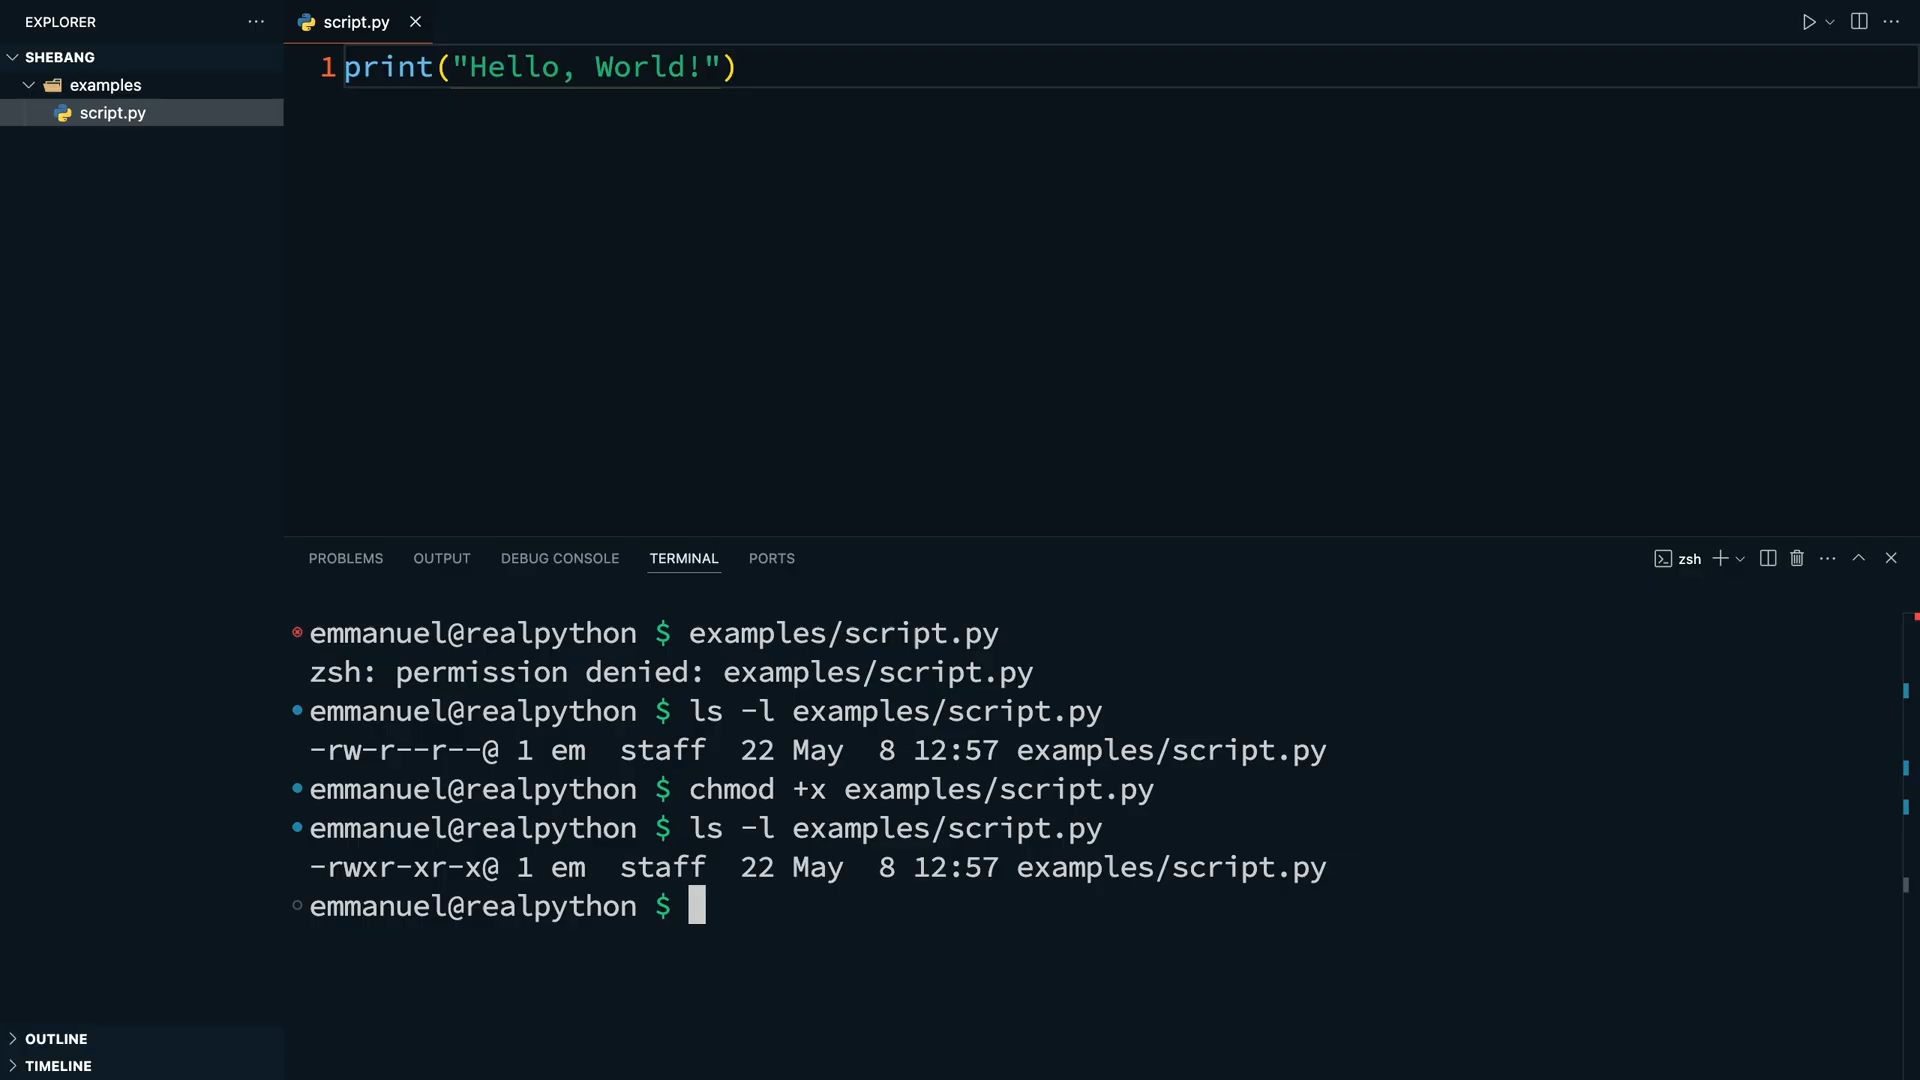 EXPLORER
SHEBANG
examples
script.py
script.py
1 print("Hello, World!")
PROBLEMS OUTPUT DEBUG CONSOLE TERMINAL PORTS
zsh
emmanuel@realpython $ examples/script.py
zsh: permission denied: examples/script.py
emmanuel@realpython $ ls -l examples/script.py
-rw-r--r--@ 1 em  staff  22 May  8 12:57 examples/script.py
emmanuel@realpython $ chmod +x examples/script.py
emmanuel@realpython $ ls -l examples/script.py
-rwxr-xr-x@ 1 em  staff  22 May  8 12:57 examples/script.py
emmanuel@realpython $
OUTLINE
TIMELINE